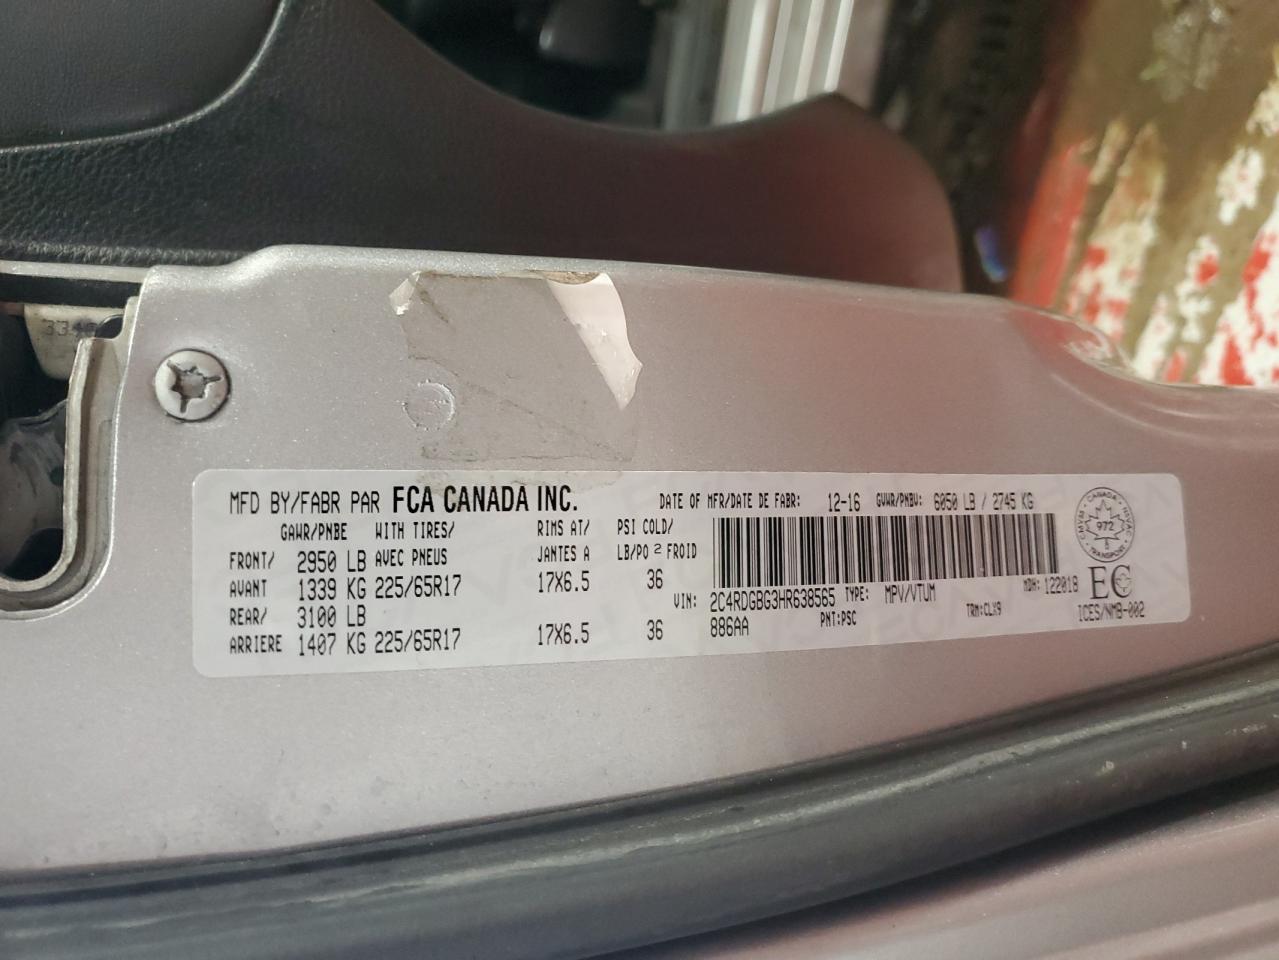 334
MFD BY/FABR PAR FCA CANADA INC. DATE OF MFR/DATE DE FABR: 12-16 GVWR/PNBV: 6050 LB / 2745 KG
GAWR/PNBE WITH TIRES/ RIMS AT/ PSI COLD/
FRONT/ 2950 LB AVEC PNEUS JANTES A LB/PO 2 FROID
AVANT 1339 KG 225/65R17 17X6.5 36
REAR/ 3100 LB
ARRIERE 1407 KG 225/65R17 17X6.5 36
VIN: 2C4RDGBG3HR638565 TYPE: MPV/VTUM MDH: 122018
886AA PNT:PSC TRM:CLX9
CANADA
CMVSS NSVAC
972
TRANSPORT
EC
ICES/NMB-002